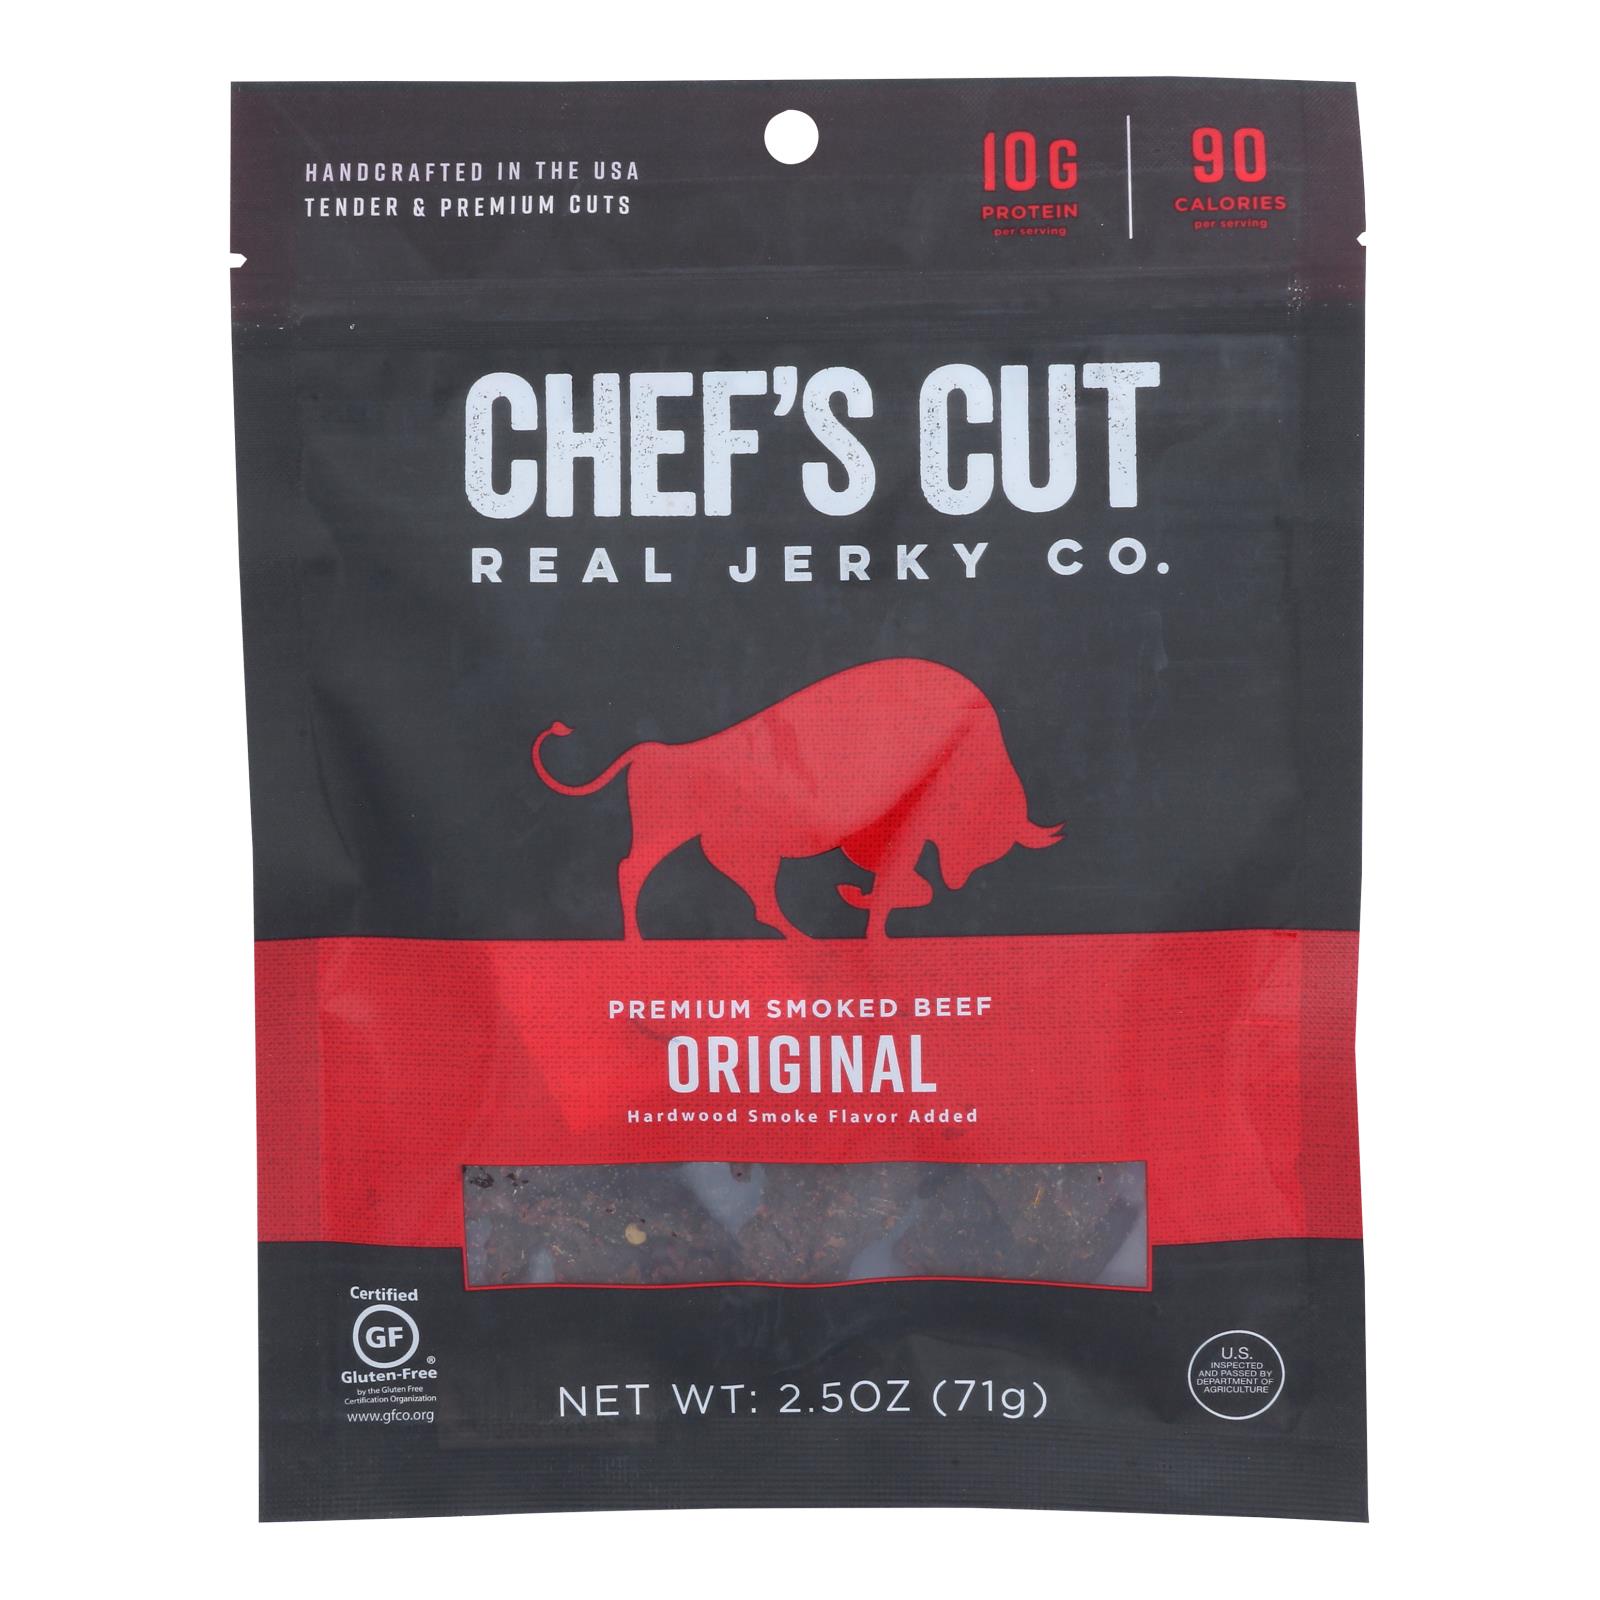 HANDCRAFTED IN THE USA
TENDER & PREMIUM CUTS
10G
PROTEIN
per serving
90
CALORIES
per serving
CHEF'S CUT
REAL JERKY CO.
PREMIUM SMOKED BEEF
ORIGINAL
Hardwood Smoke Flavor Added
Certified
GF
®
Gluten-Free
by the Gluten Free
Certification Organization
www.gfco.org
NET WT: 2.5OZ (71g)
U.S.
INSPECTED
AND PASSED BY
DEPARTMENT OF
AGRICULTURE